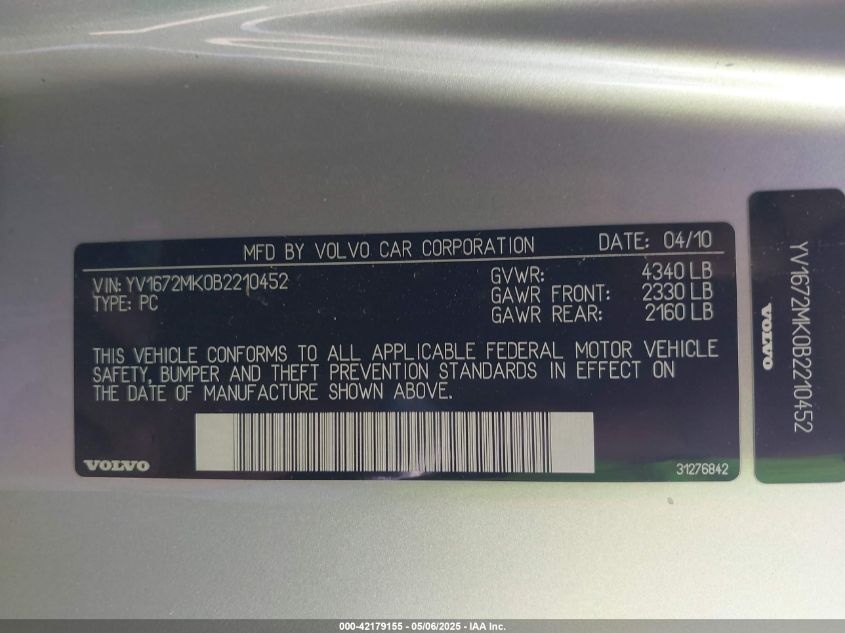 MFD BY VOLVO CAR CORPORATION DATE: 04/10
VIN: YV1672MK0B2210452
TYPE: PC
GVWR: 4340 LB
GAWR FRONT: 2330 LB
GAWR REAR: 2160 LB
THIS VEHICLE CONFORMS TO ALL APPLICABLE FEDERAL MOTOR VEHICLE
SAFETY, BUMPER AND THEFT PREVENTION STANDARDS IN EFFECT ON
THE DATE OF MANUFACTURE SHOWN ABOVE.
VOLVO
31276842
YV1672MK0B2210452
VOLVO
000-42179155 - 05/06/2025 - IAA Inc.